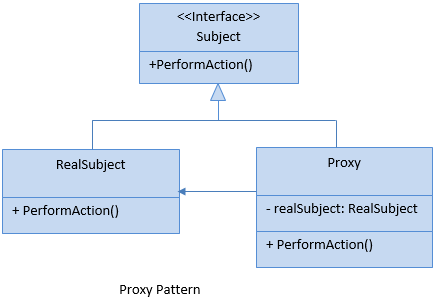 <<Interface>>
Subject
+PerformAction()
RealSubject
+ PerformAction()
Proxy
- realSubject: RealSubject
+ PerformAction()
Proxy Pattern